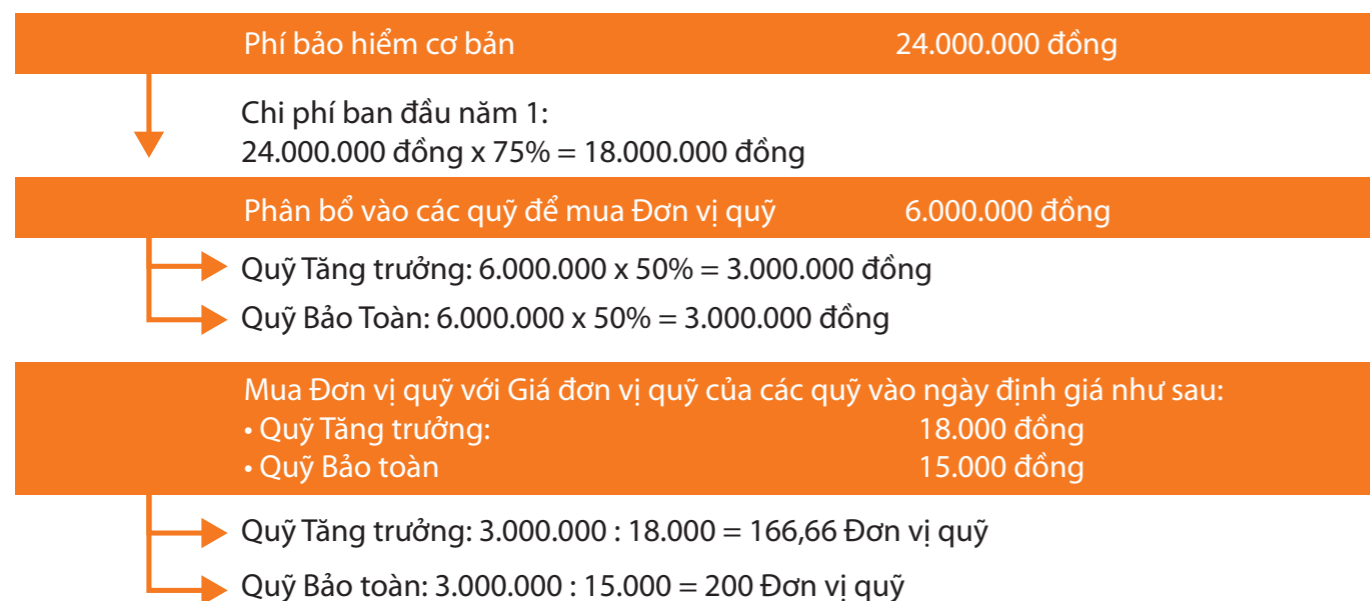 Phí bảo hiểm cơ bản 24.000.000 đồng
Chi phí ban đầu năm 1:
24.000.000 đồng x 75% = 18.000.000 đồng
Phân bổ vào các quỹ để mua Đơn vị quỹ 6.000.000 đồng
Quỹ Tăng trưởng: 6.000.000 x 50% = 3.000.000 đồng
Quỹ Bảo Toàn: 6.000.000 x 50% = 3.000.000 đồng
Mua Đơn vị quỹ với Giá đơn vị quỹ của các quỹ vào ngày định giá như sau:
• Quỹ Tăng trưởng: 18.000 đồng
• Quỹ Bảo toàn 15.000 đồng
Quỹ Tăng trưởng: 3.000.000 : 18.000 = 166,66 Đơn vị quỹ
Quỹ Bảo toàn: 3.000.000 : 15.000 = 200 Đơn vị quỹ